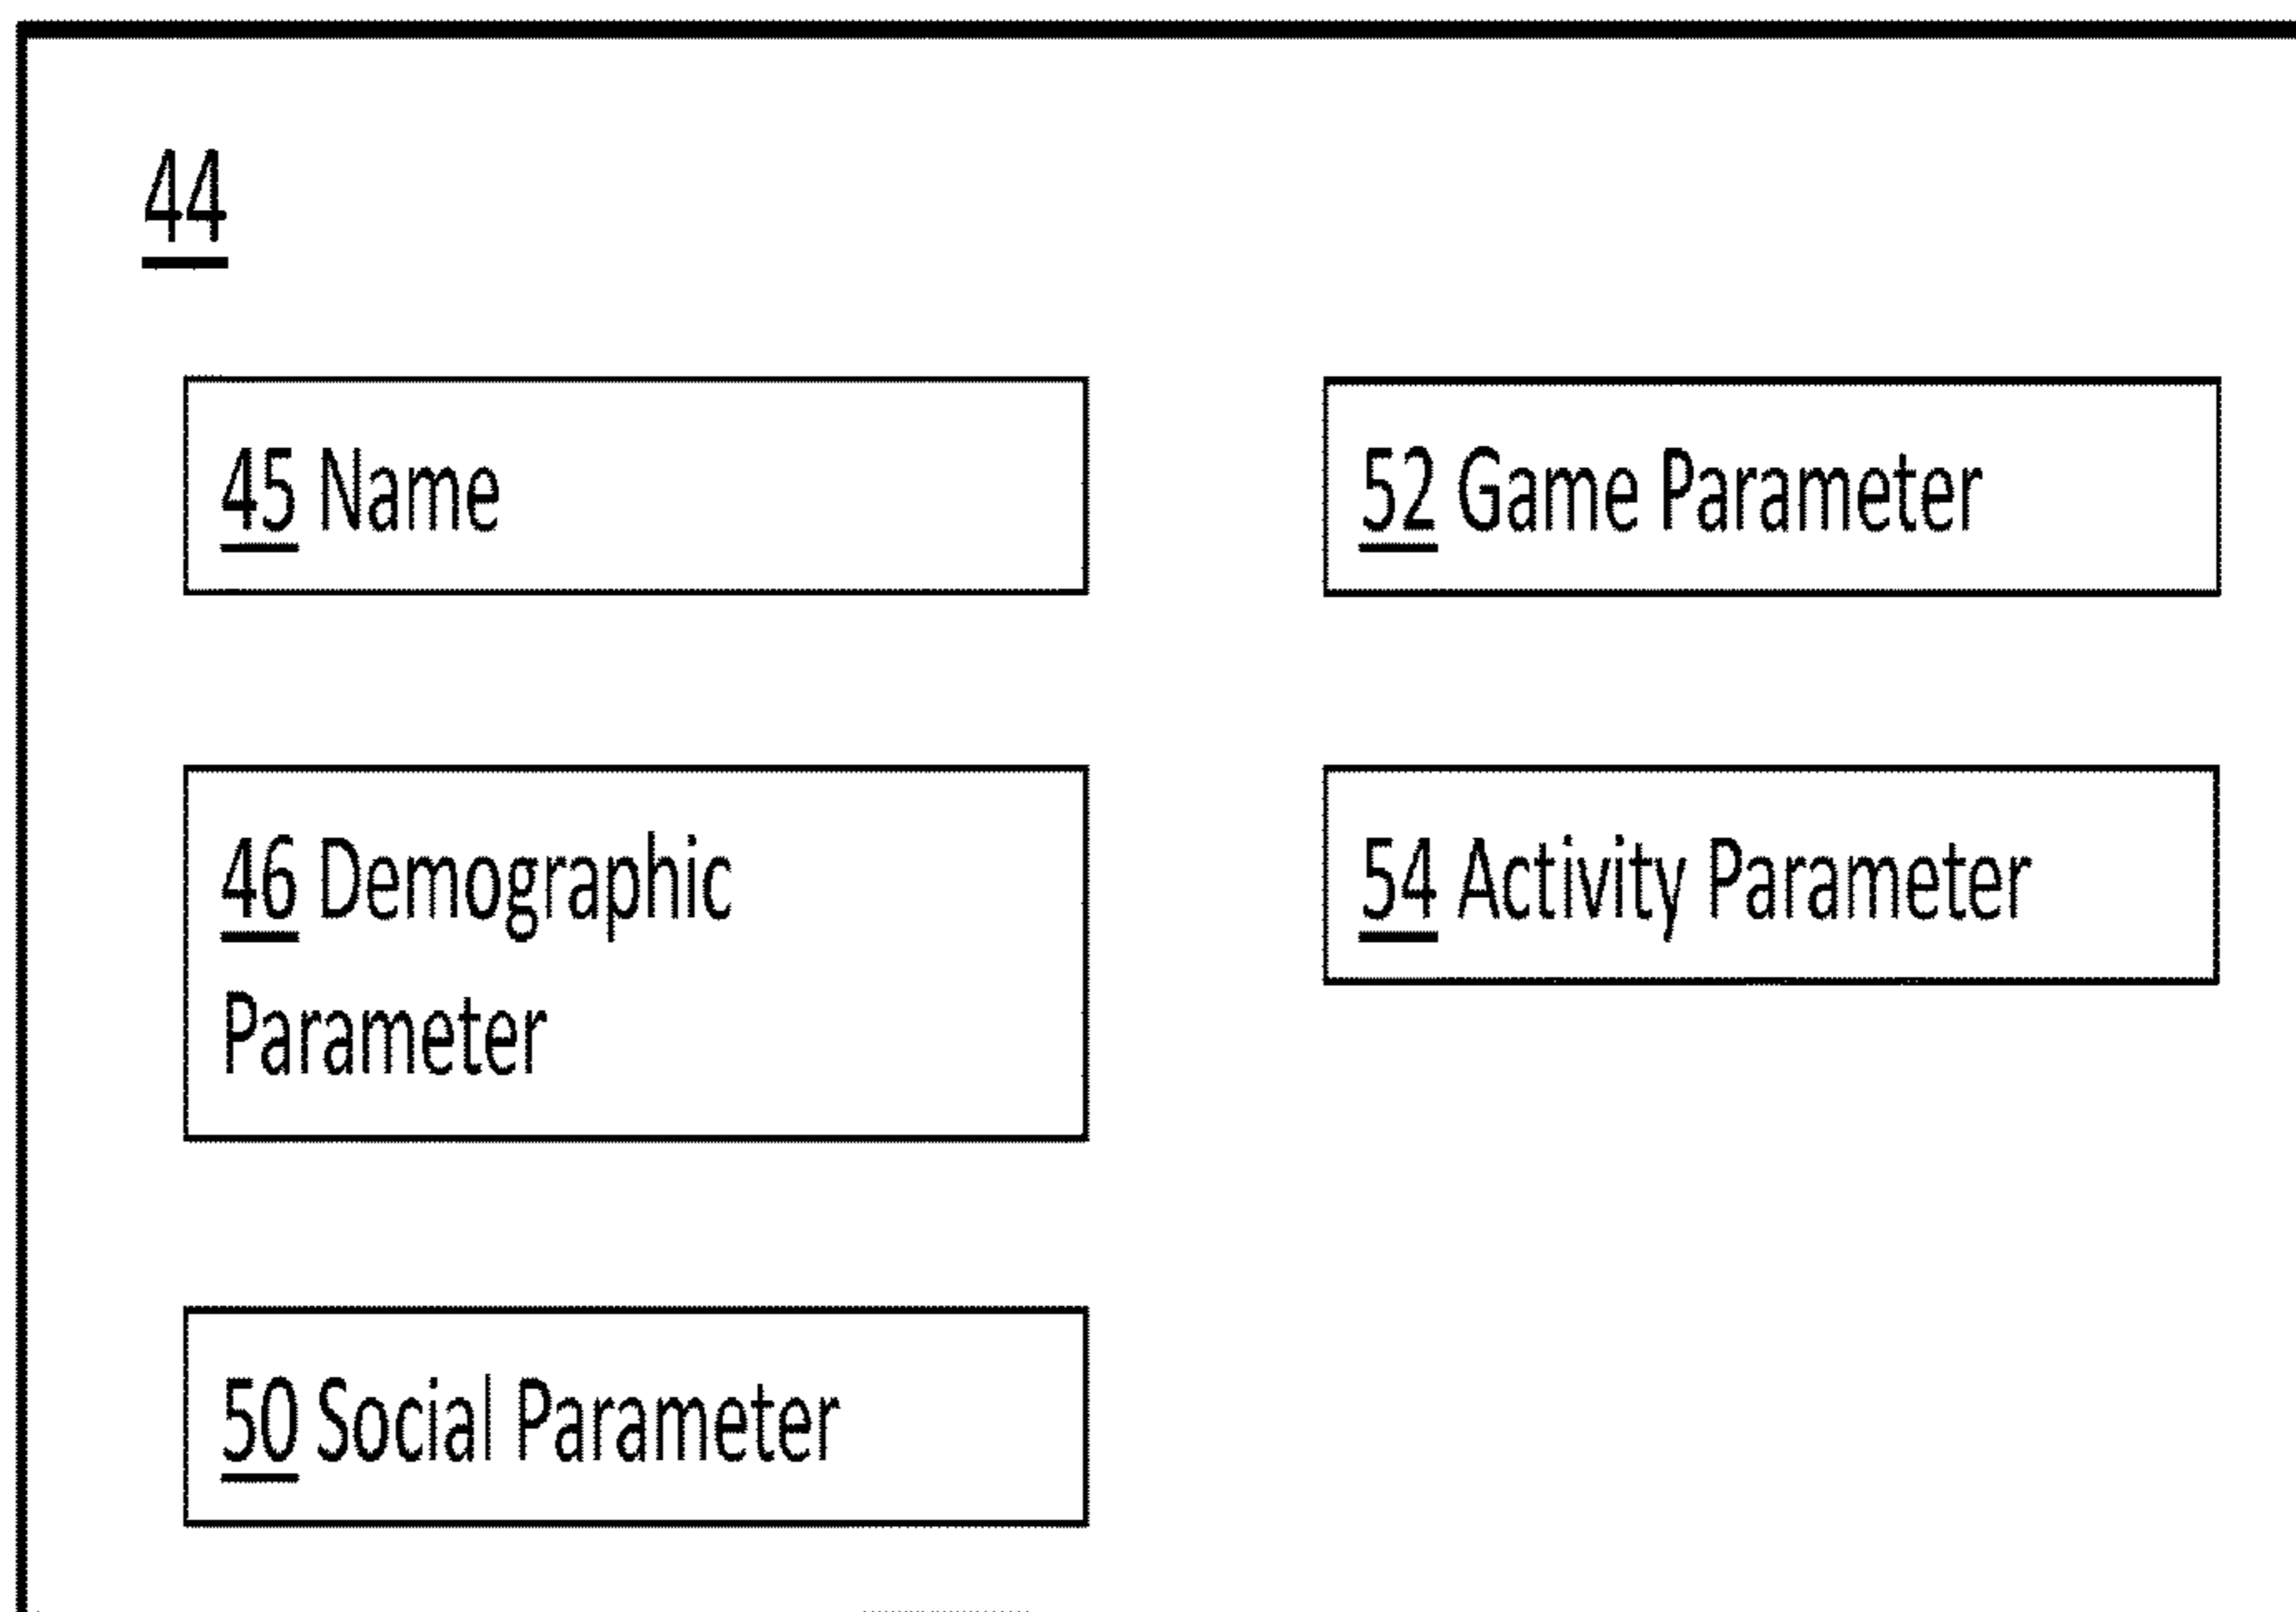 44
45 Name
52 Game Parameter
46 Demographic
Parameter
54 Activity Parameter
50 Social Parameter